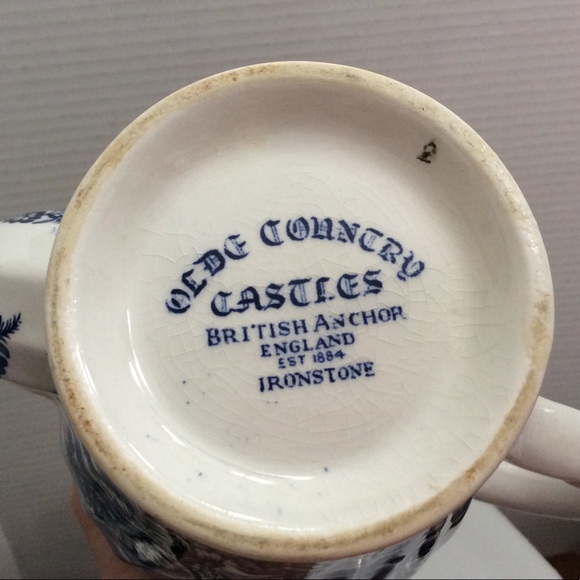 OLDE COUNTRY
CASTLES
BRITISH ANCHOR
ENGLAND
EST 1884
IRONSTONE